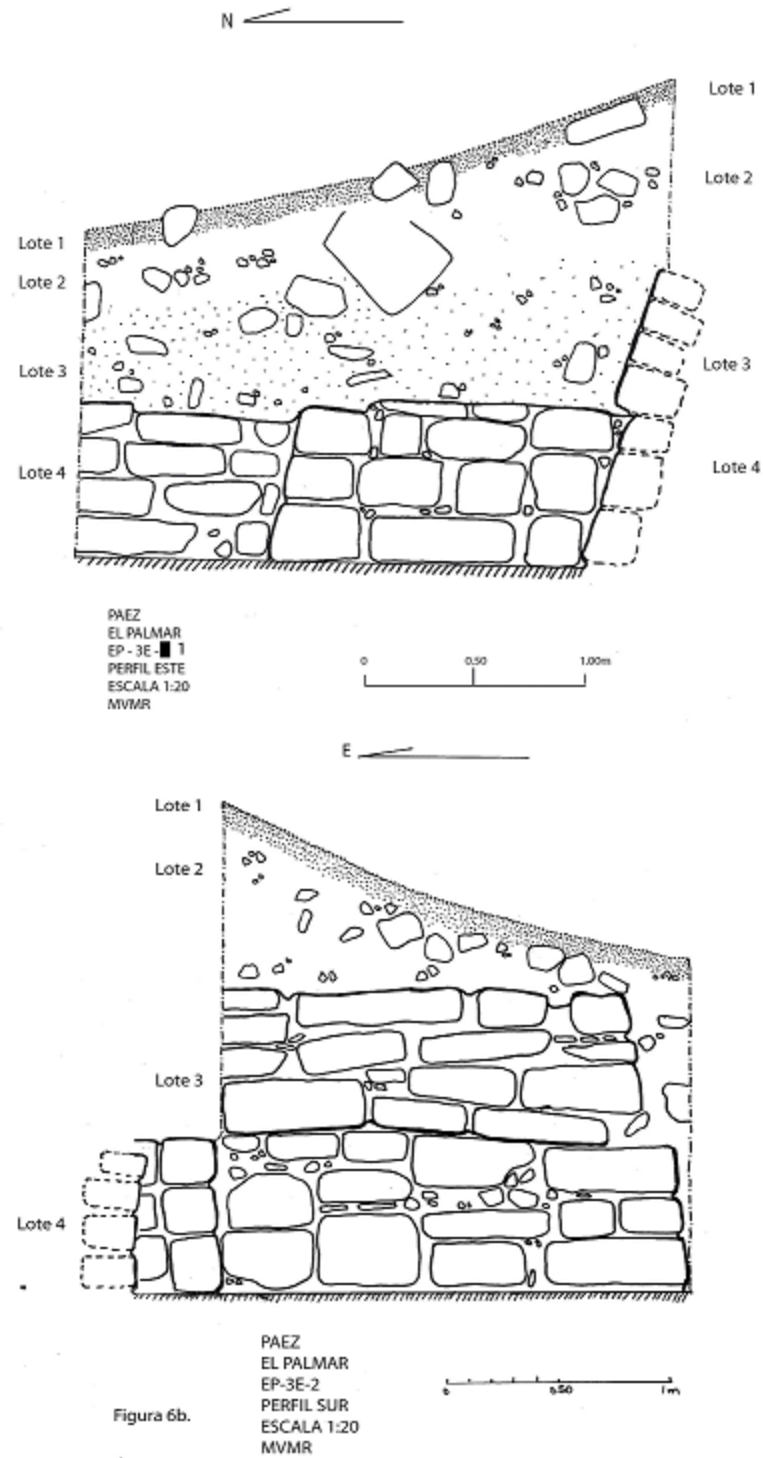 N
Lote 1
Lote 2
Lote 1
Lote 2
Lote 3
Lote 3
Lote 4
Lote 4
PAEZ
EL PALMAR
EP - 3E - 1
PERFIL ESTE
ESCALA 1:20
MVMR
0 0.50 1.00m
E
Lote 1
Lote 2
Lote 3
Lote 4
PAEZ
EL PALMAR
EP-3E-2
PERFIL SUR
ESCALA 1:20
MVMR
0 0.50 1m
Figura 6b.